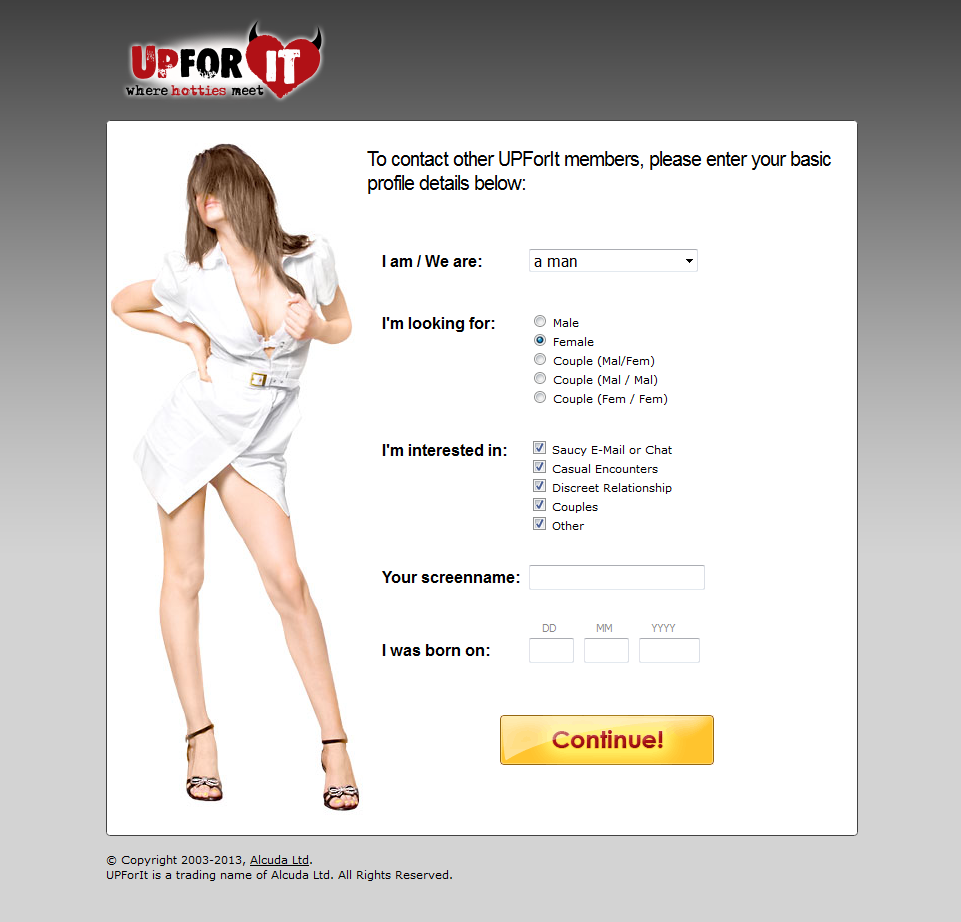 UPFOR IT
where hotties meet
To contact other UPForIt members, please enter your basic
profile details below:
I am / We are: a man
I'm looking for: Male
Female
Couple (Mal/Fem)
Couple (Mal / Mal)
Couple (Fem / Fem)
I'm interested in: Saucy E-Mail or Chat
Casual Encounters
Discreet Relationship
Couples
Other
Your screenname:
DD MM YYYY
I was born on:
Continue!
© Copyright 2003-2013, Alcuda Ltd.
UPForIt is a trading name of Alcuda Ltd. All Rights Reserved.